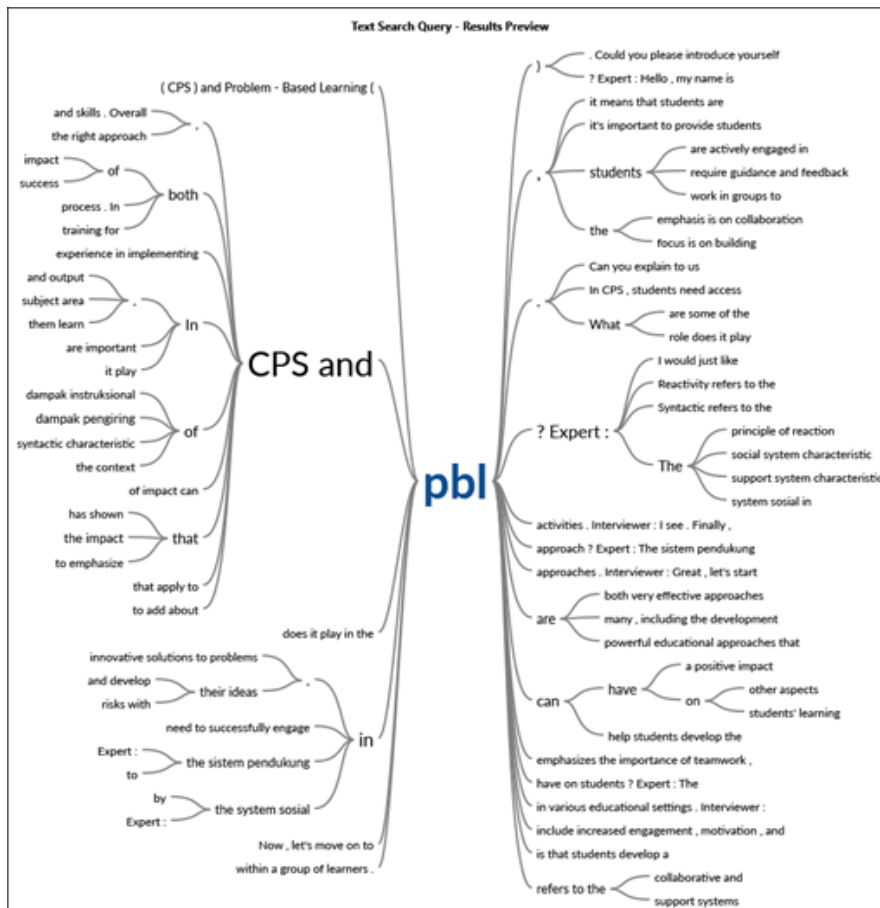 Text Search Query - Results Preview
( CPS ) and Problem - Based Learning (
and skills . Overall
the right approach
,
impact
success
of
process . In
training for
both
experience in implementing
and output
subject area
them learn
.
are important
it play
In
dampak instruksional
dampak pengiring
syntactic characteristic
the context
of
of impact can
has shown
the impact
to emphasize
that
that apply to
to add about
CPS and
does it play in the
innovative solutions to problems
and develop
risks with
their ideas
.
need to successfully engage
Expert :
to
the sistem pendukung
by
Expert :
the system sosial
in
Now , let's move on to
within a group of learners .
pbl
)
. Could you please introduce yourself
? Expert : Hello , my name is
,
it means that students are
it's important to provide students
students
are actively engaged in
require guidance and feedback
work in groups to
the
emphasis is on collaboration
focus is on building
.
Can you explain to us
In CPS , students need access
What
are some of the
role does it play
? Expert :
I would just like
Reactivity refers to the
Syntactic refers to the
The
principle of reaction
social system characteristic
support system characteristic
system sosial in
activities . Interviewer : I see . Finally ,
approach ? Expert : The sistem pendukung
approaches . Interviewer : Great , let's start
are
both very effective approaches
many , including the development
powerful educational approaches that
can
have
a positive impact
on
other aspects
students' learning
help students develop the
emphasizes the importance of teamwork ,
have on students ? Expert : The
in various educational settings . Interviewer :
include increased engagement , motivation , and
is that students develop a
refers to the
collaborative and
support systems